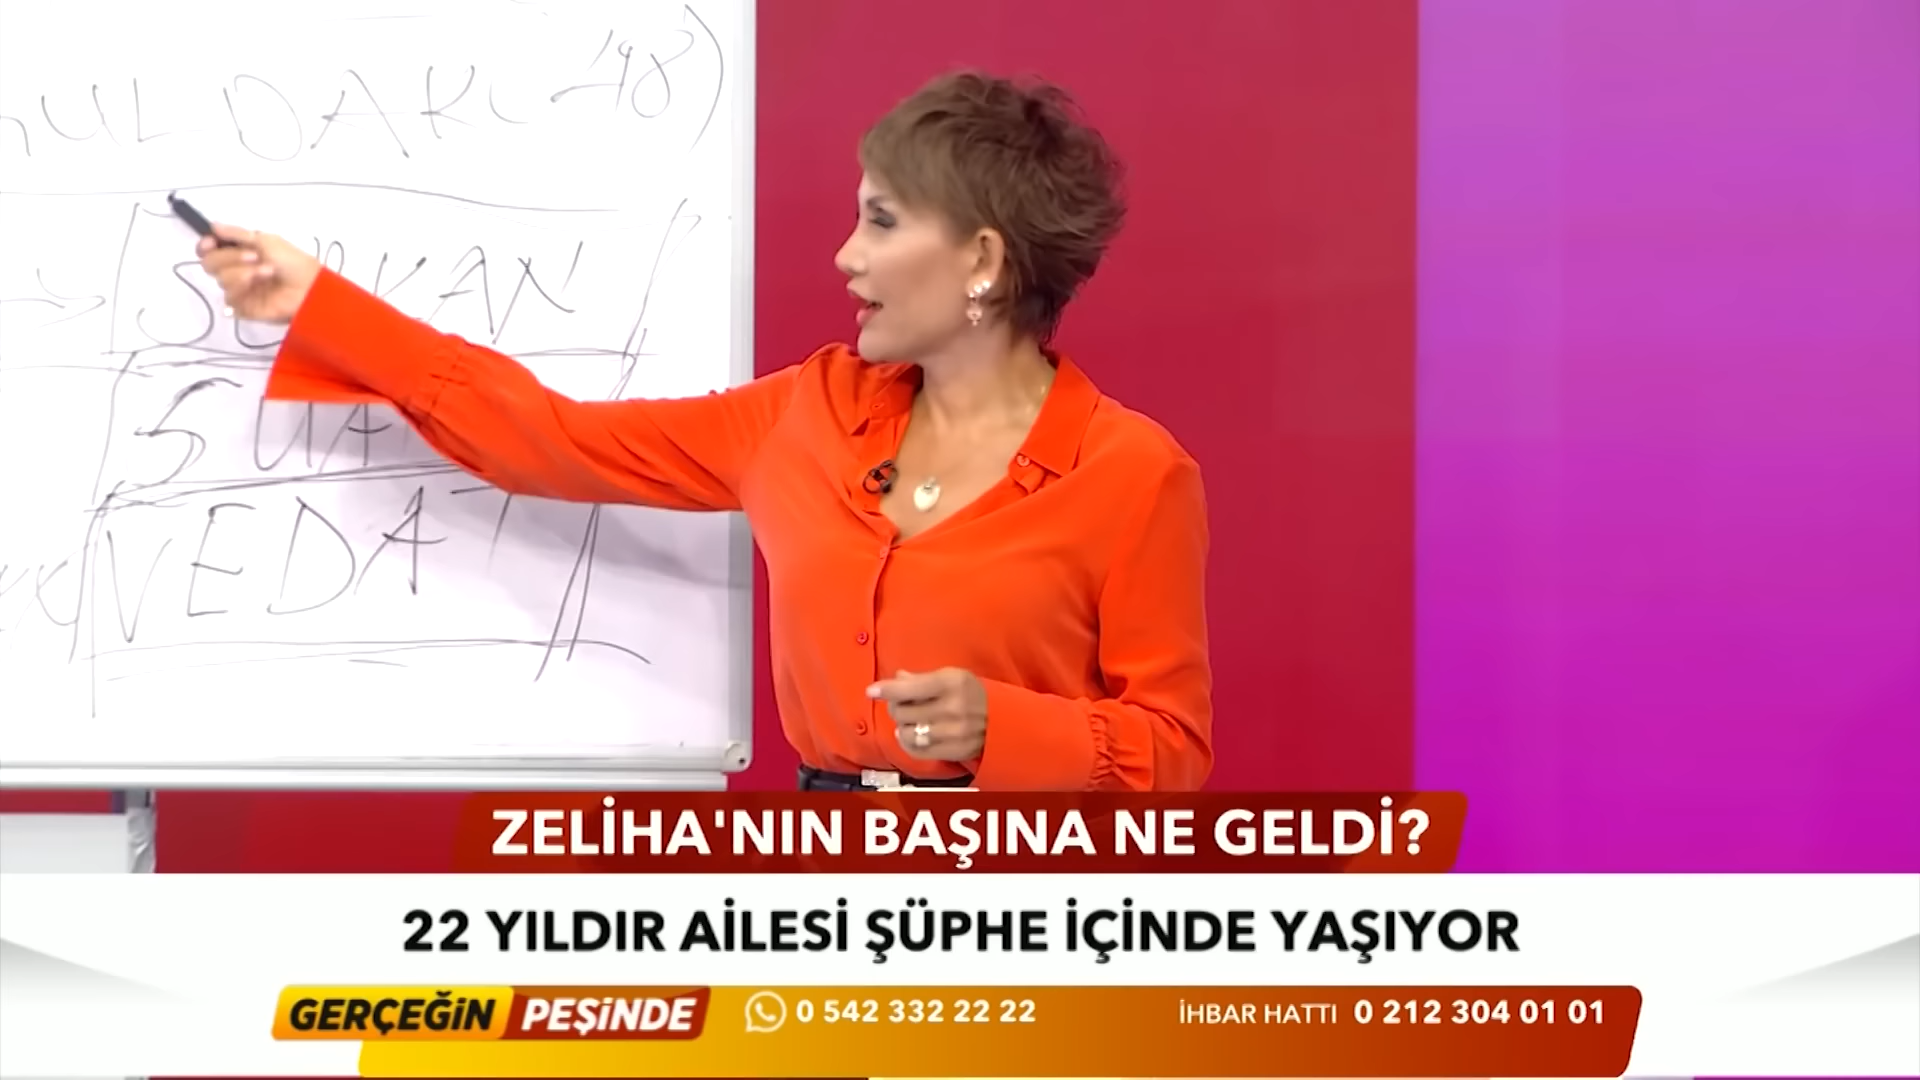 SERKAN
VEDAT
ZELİHA'NIN BAŞINA NE GELDİ?
22 YILDIR AİLESİ ŞÜPHE İÇİNDE YAŞIYOR
GERÇEĞİN PEŞİNDE
0 542 332 22 22
İHBAR HATTI 0 212 304 01 01